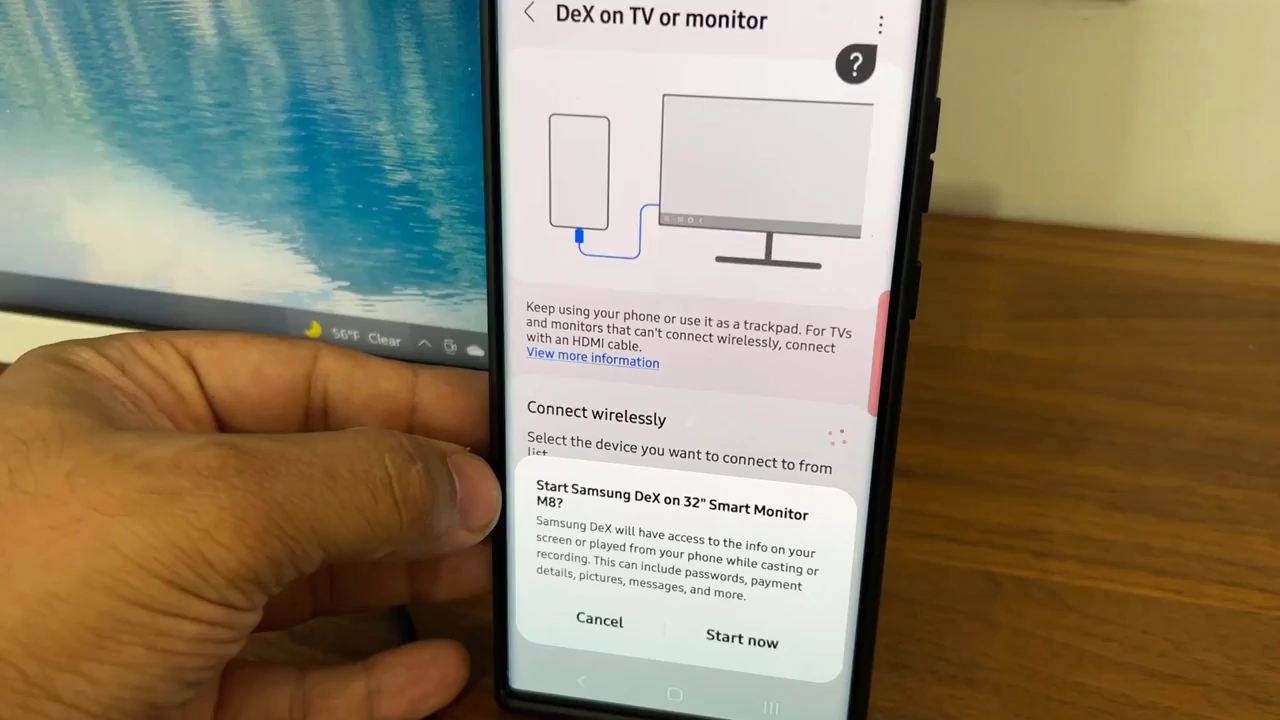 DeX on TV or monitor
?
Keep using your phone or use it as a trackpad. For TVs
and monitors that can't connect wirelessly, connect
with an HDMI cable.
View more information
56°F Clear
Connect wirelessly
Select the device you want to connect to from
list.
Start Samsung DeX on 32" Smart Monitor
M8?
Samsung DeX will have access to the info on your
screen or played from your phone while casting or
recording. This can include passwords, payment
details, pictures, messages, and more.
Cancel
Start now